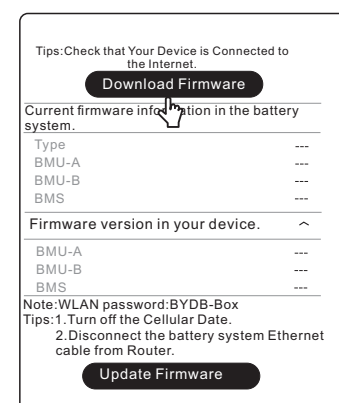 Tips:Check that Your Device is Connected to
the Internet.
Download Firmware
Current firmware information in the battery
system.
Type ---
BMU-A ---
BMU-B ---
BMS ---
Firmware version in your device.
BMU-A ---
BMU-B ---
BMS ---
Note:WLAN password:BYDB-Box
Tips:1.Turn off the Cellular Date.
2.Disconnect the battery system Ethernet
cable from Router.
Update Firmware